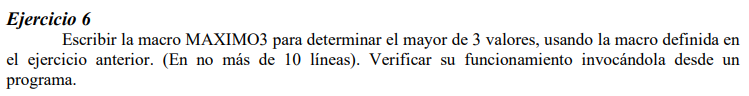 Ejercicio 6
Escribir la macro MAXIMO3 para determinar el mayor de 3 valores, usando la macro definida en
el ejercicio anterior. (En no más de 10 líneas). Verificar su funcionamiento invocándola desde un
programa.